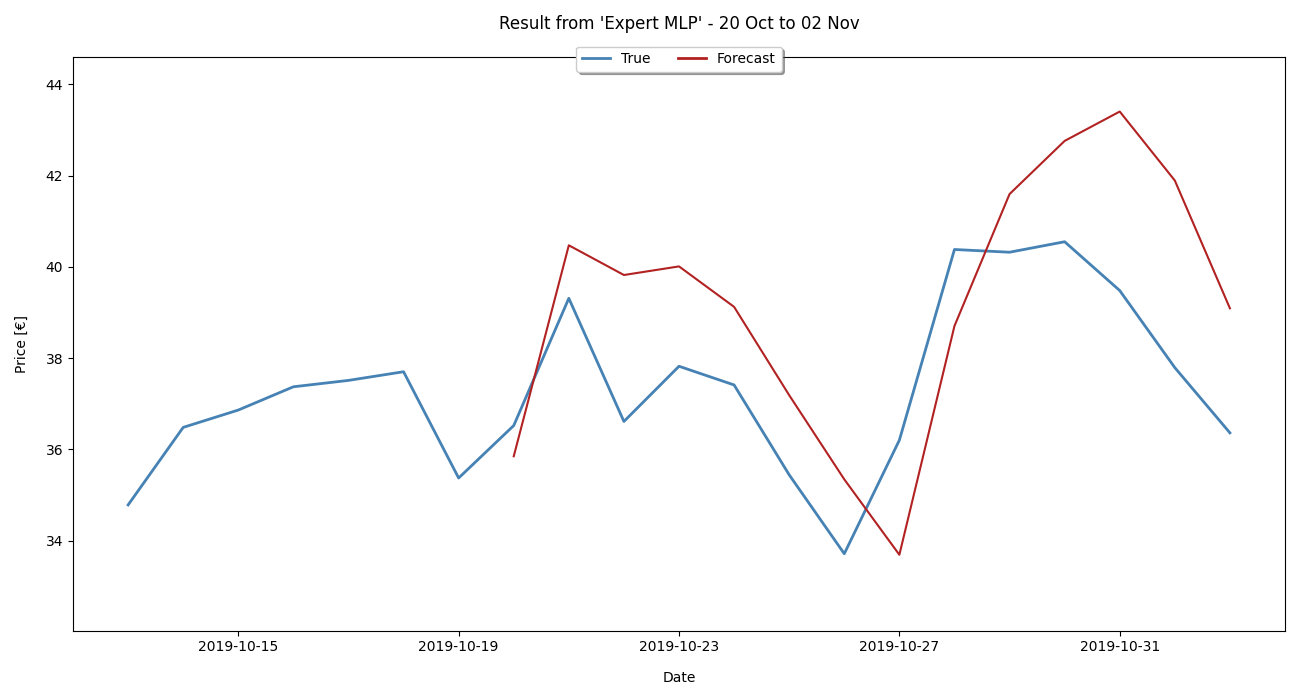 Result from 'Expert MLP' - 20 Oct to 02 Nov
True Forecast
44
42
40
38
36
34
Price [€]
2019-10-15 2019-10-19 2019-10-23 2019-10-27 2019-10-31
Date